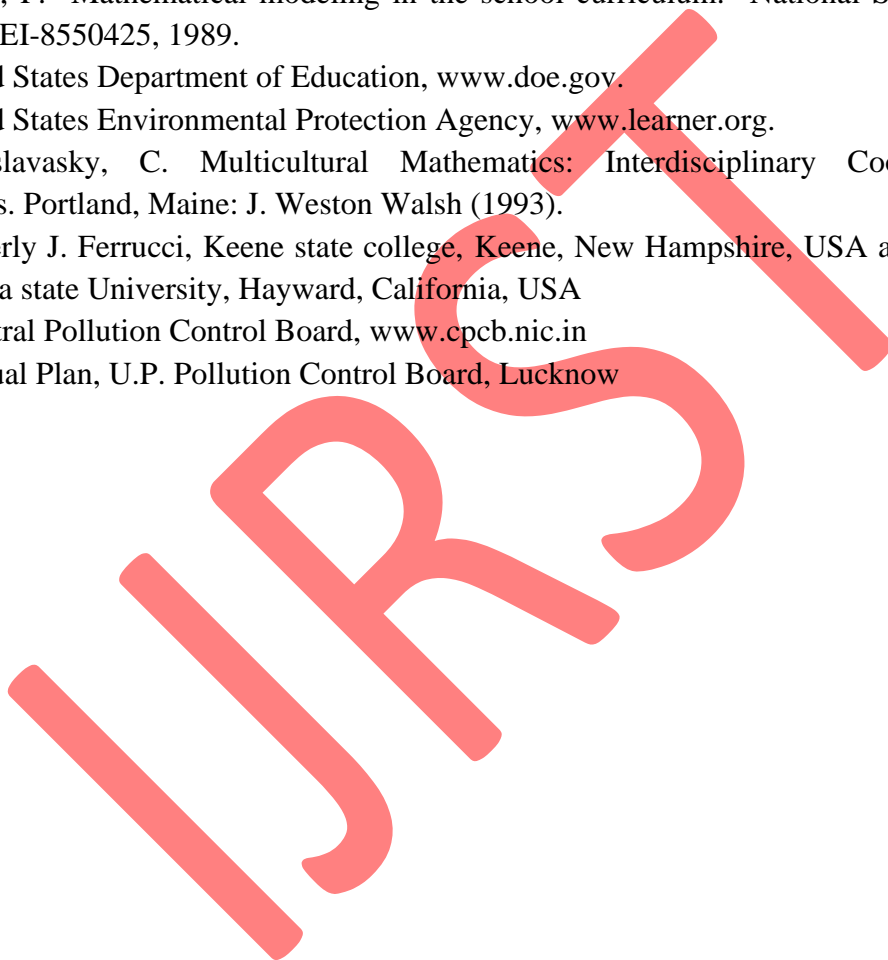 , F. "Mathematical modeling in the school curriculum." National S
EI-8550425, 1989.
d States Department of Education, www.doe.gov.
d States Environmental Protection Agency, www.learner.org.
slavasky, C. Multicultural Mathematics: Interdisciplinary Coo
s. Portland, Maine: J. Weston Walsh (1993).
erly J. Ferrucci, Keene state college, Keene, New Hampshire, USA a
a state University, Hayward, California, USA
tral Pollution Control Board, www.cpcb.nic.in
ual Plan, U.P. Pollution Control Board, Lucknow
IJRST